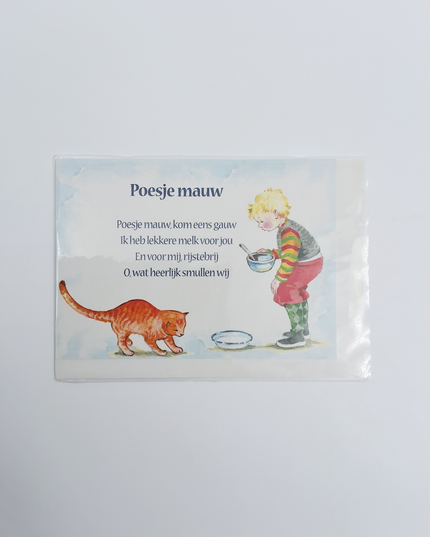 Poesje mauw
Poesje mauw, kom eens gauw
Ik heb lekkere melk voor jou
En voor mij, rijstebrij
O, wat heerlijk smullen wij